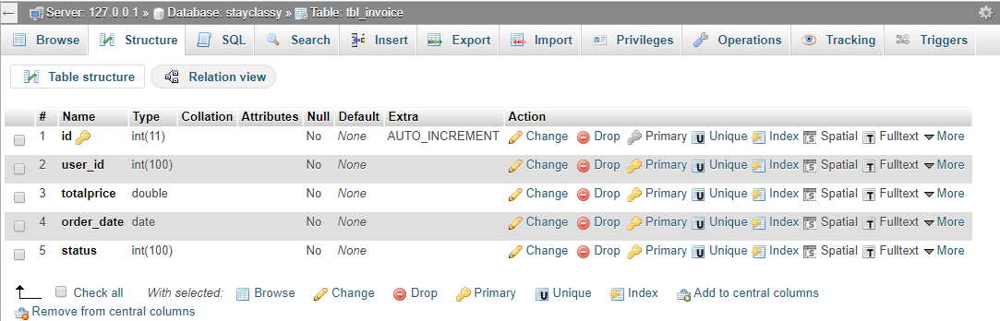 Server: 127.0.0.1 » Database: stayclassy » Table: tbl_invoice
Browse Structure SQL Search Insert Export Import Privileges Operations Tracking Triggers
Table structure Relation view
# Name Type Collation Attributes Null Default Extra Action
1 id int(11) No None AUTO_INCREMENT Change Drop Primary Unique Index Spatial Fulltext More
2 user_id int(100) No None Change Drop Primary Unique Index Spatial Fulltext More
3 totalprice double No None Change Drop Primary Unique Index Spatial Fulltext More
4 order_date date No None Change Drop Primary Unique Index Spatial Fulltext More
5 status int(100) No None Change Drop Primary Unique Index Spatial Fulltext More
Check all With selected: Browse Change Drop Primary Unique Index Add to central columns
Remove from central columns